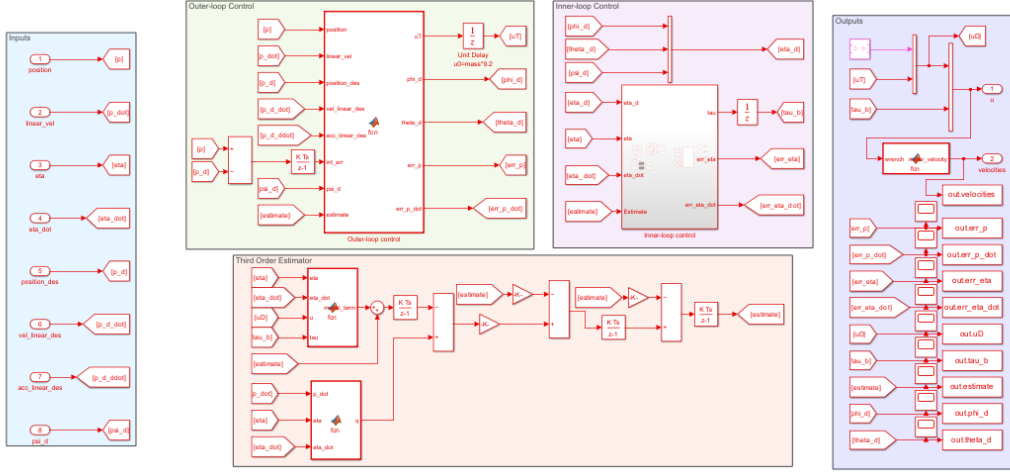 Inputs
1
position
[p]
2
linear_vel
[p_dot]
3
eta
[eta]
4
eta_dot
[eta_dot]
5
position_des
[p_d]
6
vel_linear_des
[p_d_dot]
7
acc_linear_des
[p_d_ddot]
8
psi_d
[psi_d]
Outer-loop Control
[p]
position
[p_dot]
linear_vel
[p_d]
position_des
[p_d_dot]
vel_linear_des
[p_d_ddot]
acc_linear_des
[p]
[p_d]
+
−
K Ts
z-1
int_err
[psi_d]
psi_d
[estimate]
estimate
fcn
uT
phi_d
theta_d
err_p
err_p_dot
Outer-loop control
1
z
Unit Delay
u0=mass*9.2
[uT]
[phi_d]
[theta_d]
[err_p]
[err_p_dot]
Inner-loop Control
[phi_d]
[theta_d]
[psi_d]
[eta_d]
[eta_d]
eta_d
[eta]
eta
[eta_dot]
eta_dot
[estimate]
Estimate
tau
err_eta
err_eta_dot
Inner-loop control
1
z
[tau_b]
[err_eta]
[err_eta_dot]
Third Order Estimator
[eta]
eta
[eta_dot]
eta_dot
[uD]
u
[tau_b]
tau
fcn
[estimate]
K Ts
z-1
[p_dot]
p_dot
[eta]
eta
[eta_dot]
eta_dot
fcn
q
−
+
-K-
[estimate]
-K-
−
+
K Ts
z-1
[estimate]
-K-
−
+
K Ts
z-1
[estimate]
Outputs
[uT]
[tau_b]
[uD]
1
u
wrench
fcn
2
velocities
out.velocities
[err_p]
out.err_p
[err_p_dot]
out.err_p_dot
[err_eta]
out.err_eta
[err_eta_dot]
out.err_eta_dot
[uD]
out.uD
[tau_b]
out.tau_b
[estimate]
out.estimate
[phi_d]
out.phi_d
[theta_d]
out.theta_d